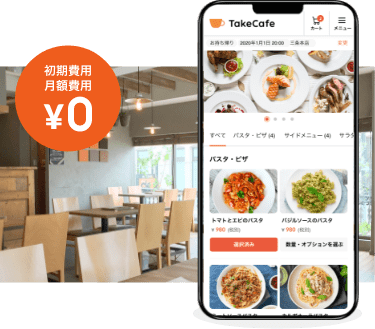 初期費用
月額費用
¥0
TakeCafe
カート
メニュー
お持ち帰り 2020年1月1日 20:00 三条本店 変更
すべて パスタ・ピザ (4) サイドメニュー (4) サラダ
パスタ・ピザ
トマトとエビのパスタ
バジルソースのパスタ
¥980 (税別)
¥980 (税別)
選択済み
数量・オプションを選ぶ